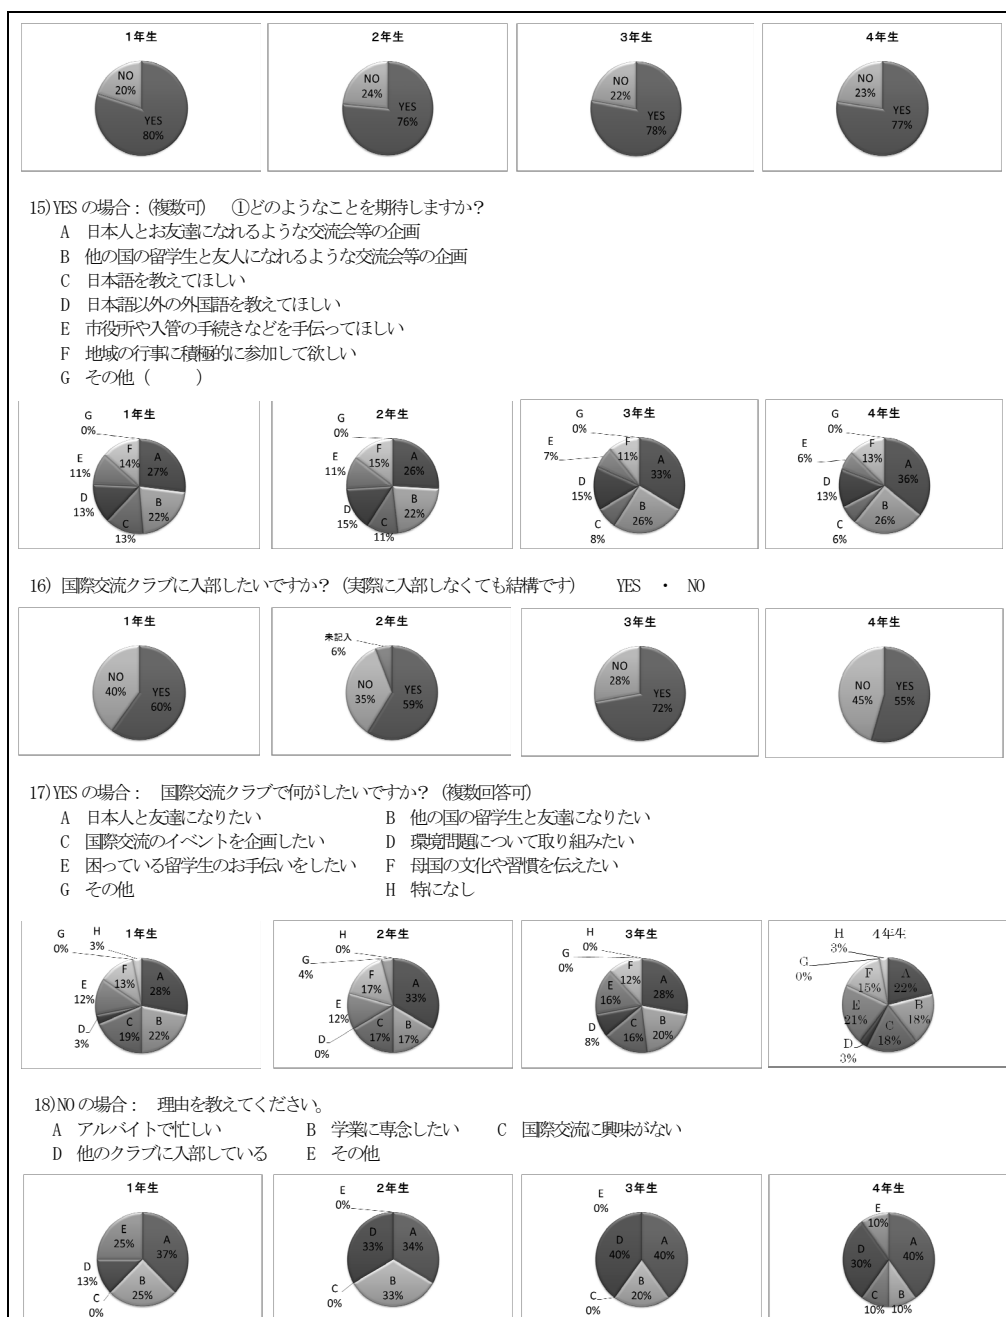 1年生
NO
20%
YES
80%
2年生
NO
24%
YES
76%
3年生
NO
22%
YES
78%
4年生
NO
23%
YES
77%
15)YESの場合：(複数可)　①どのようなことを期待しますか？
A　日本人とお友達になれるような交流会等の企画
B　他の国の留学生と友人になれるような交流会等の企画
C　日本語を教えてほしい
D　日本語以外の外国語を教えてほしい
E　市役所や入管の手続きなどを手伝ってほしい
F　地域の行事に積極的に参加して欲しい
G　その他（　　　）
1年生
G
0%
F
14%
A
27%
E
11%
B
22%
D
13%
C
13%
2年生
G
0%
F
15%
A
26%
E
11%
B
22%
D
15%
C
11%
3年生
G
0%
E
7%
F
11%
A
33%
D
15%
B
26%
C
8%
4年生
G
0%
E
6%
F
13%
A
36%
D
13%
B
26%
C
6%
16) 国際交流クラブに入部したいですか？（実際に入部しなくても結構です）　　YES　・　NO
1年生
NO
40%
YES
60%
2年生
未記入
6%
NO
35%
YES
59%
3年生
NO
28%
YES
72%
4年生
NO
45%
YES
55%
17)YESの場合：　国際交流クラブで何がしたいですか？（複数回答可）
A　日本人と友達になりたい　　B　他の国の留学生と友達になりたい
C　国際交流のイベントを企画したい　　D　環境問題について取り組みたい
E　困っている留学生のお手伝いをしたい　　F　母国の文化や習慣を伝えたい
G　その他　　H　特になし
1年生
G
0%
H
3%
F
13%
A
28%
E
12%
D
3%
C
19%
B
22%
2年生
H
0%
G
4%
F
17%
A
33%
E
12%
D
0%
C
17%
B
17%
3年生
H
0%
G
0%
F
12%
A
28%
E
16%
D
8%
C
16%
B
20%
4年生
H
3%
G
0%
F
15%
A
22%
E
21%
B
18%
C
18%
D
3%
18)NOの場合：　理由を教えてください。
A　アルバイトで忙しい　　B　学業に専念したい　　C　国際交流に興味がない
D　他のクラブに入部している　　E　その他
1年生
E
25%
A
37%
D
13%
B
25%
C
0%
2年生
E
0%
D
33%
A
34%
C
0%
B
33%
3年生
E
0%
D
40%
A
40%
B
20%
C
0%
4年生
E
10%
A
40%
D
30%
C
10%
B
10%